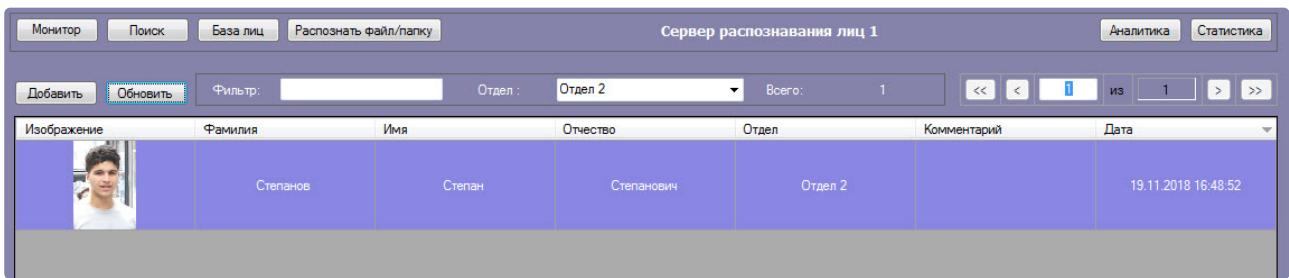 Монитор Поиск База лиц Распознать файл/папку Сервер распознавания лиц 1 Аналитика Статистика
Добавить Обновить Фильтр: Отдел : Отдел 2 Всего: 1 << < 1 из 1 > >>
Изображение Фамилия Имя Отчество Отдел Комментарий Дата
Степанов Степан Степанович Отдел 2 19.11.2018 16:48:52